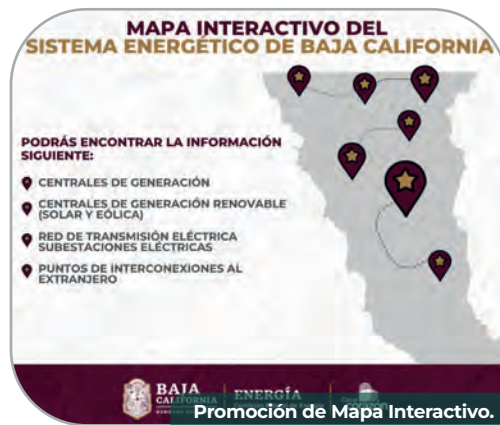 MAPA INTERACTIVO DEL
SISTEMA ENERGÉTICO DE BAJA CALIFORNIA
PODRÁS ENCONTRAR LA INFORMACIÓN
SIGUIENTE:
CENTRALES DE GENERACIÓN
CENTRALES DE GENERACIÓN RENOVABLE
(SOLAR Y EÓLICA)
RED DE TRANSMISIÓN ELÉCTRICA
SUBESTACIONES ELÉCTRICAS
PUNTOS DE INTERCONEXIONES AL
EXTRANJERO
BAJA
CALIFORNIA
ENERGÍA
Promoción de Mapa Interactivo.